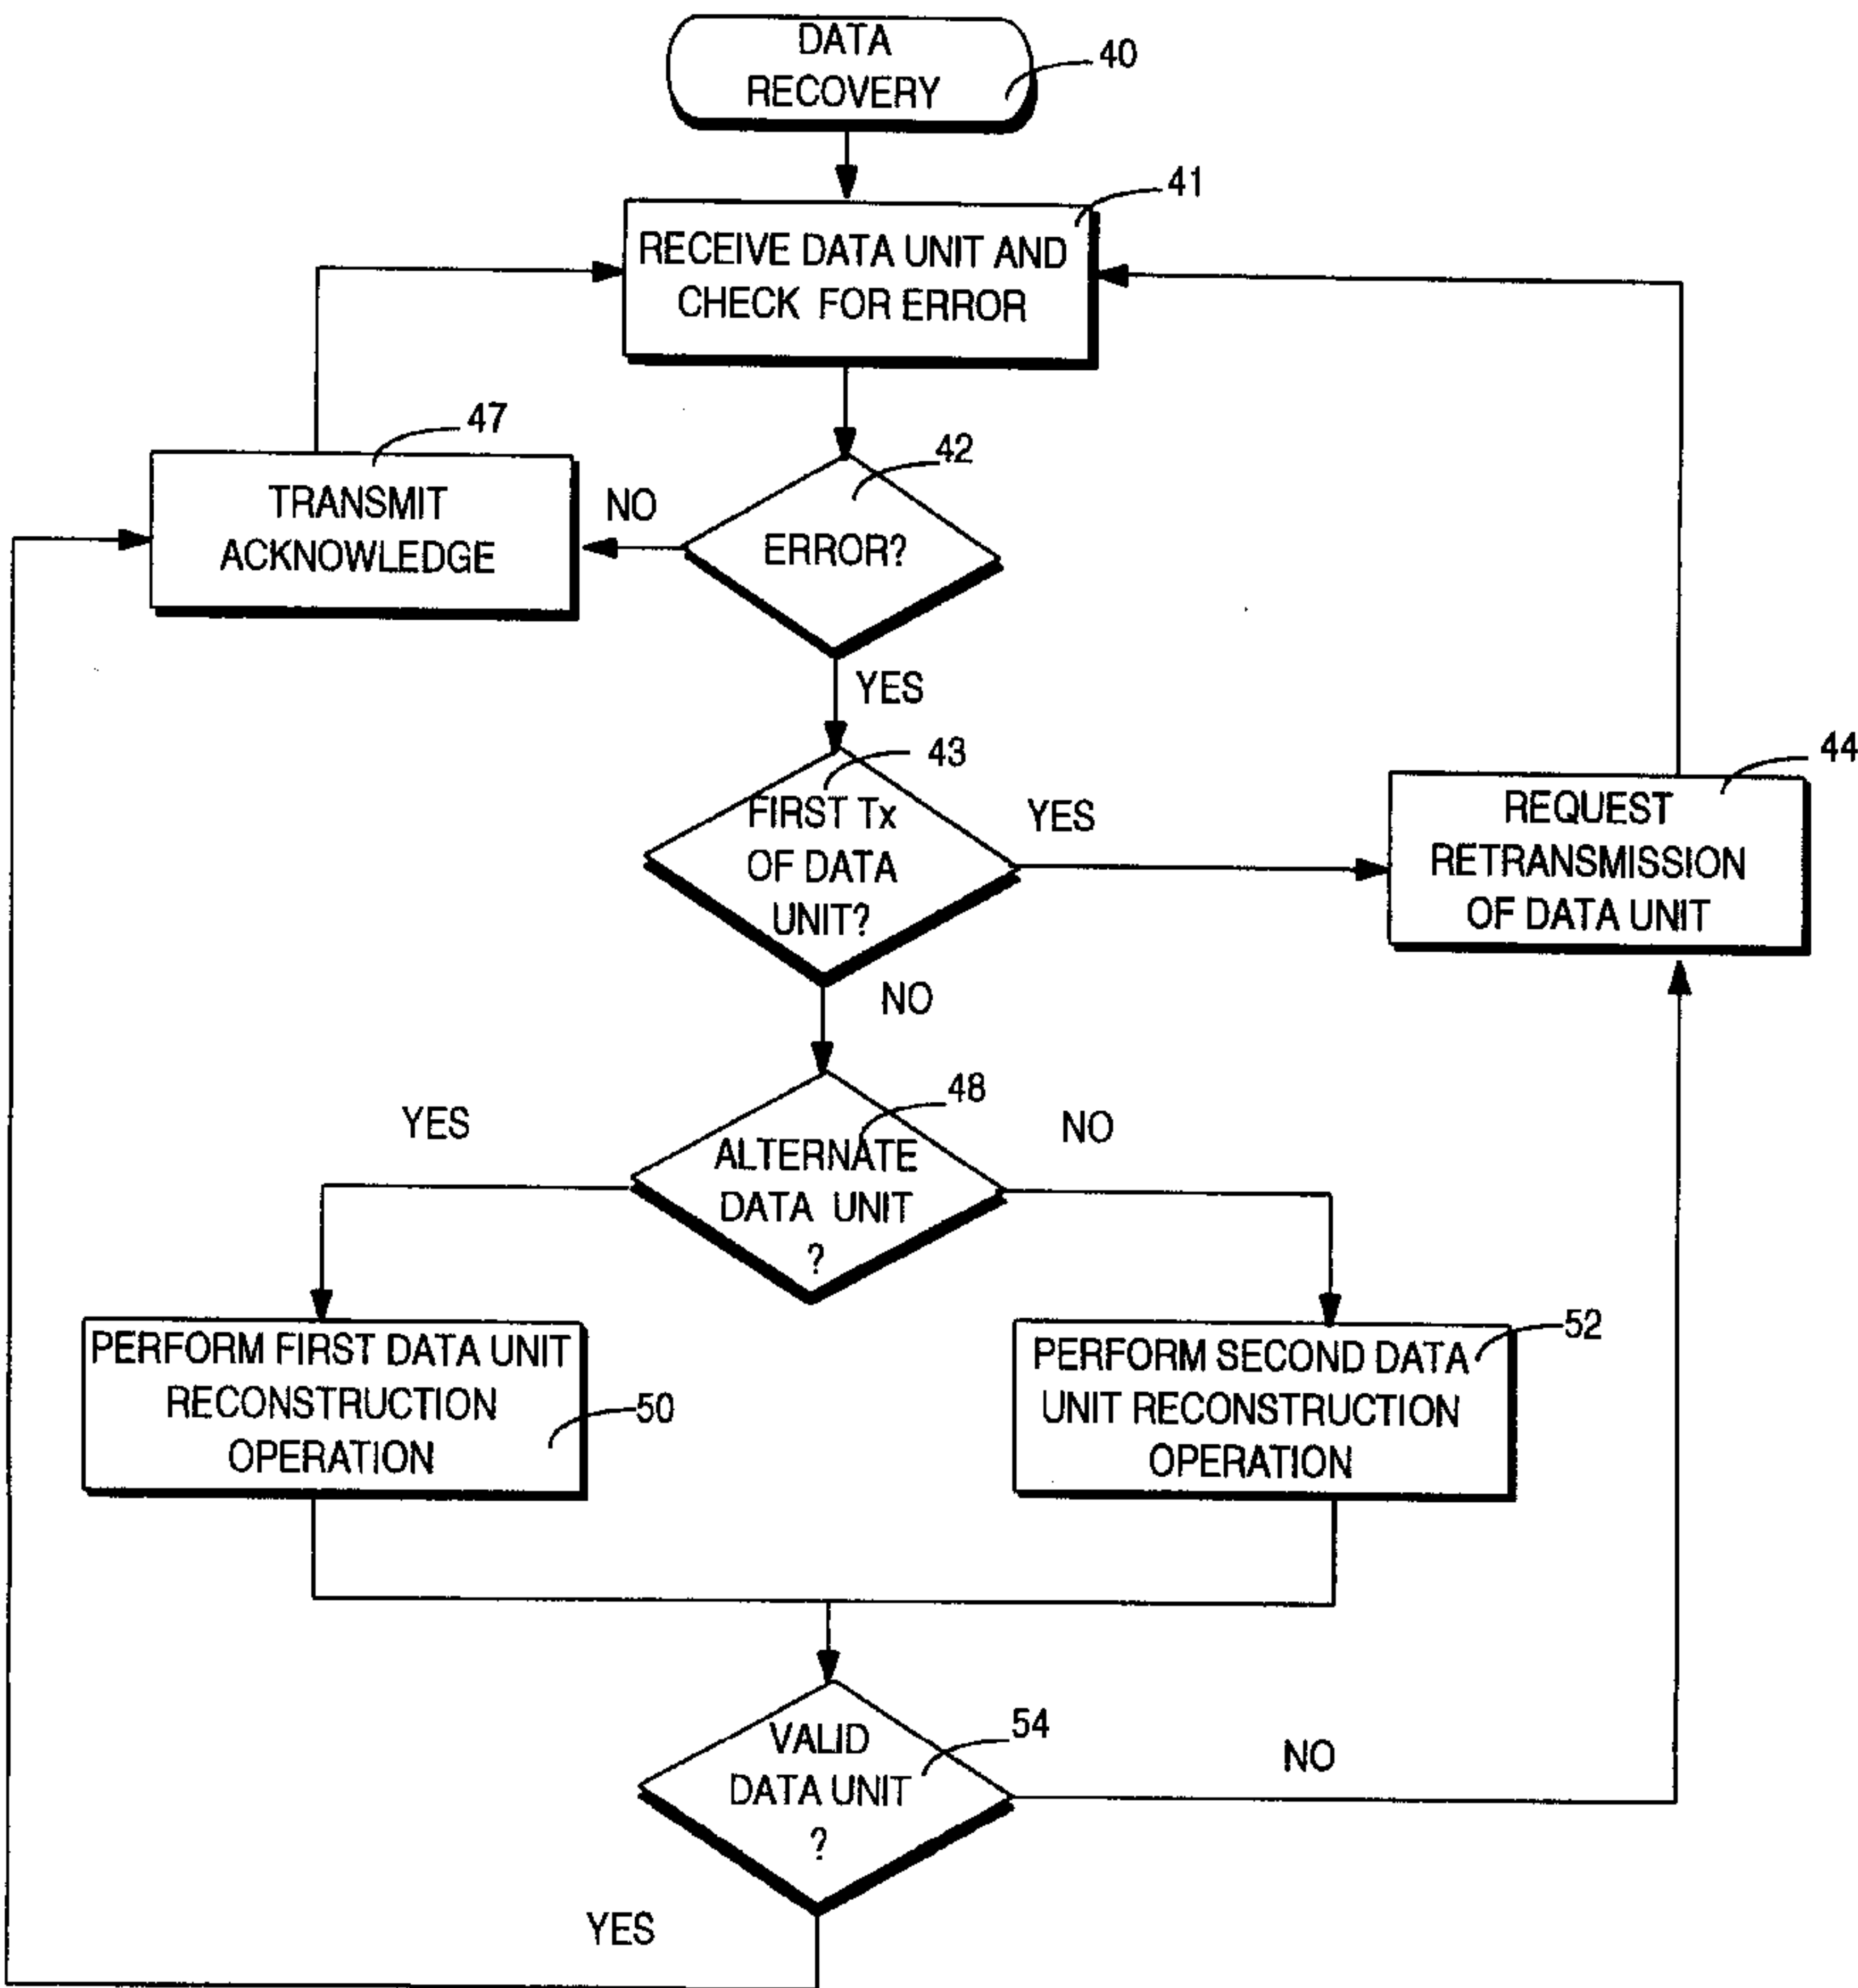 DATA
RECOVERY
40
41
RECEIVE DATA UNIT AND
CHECK FOR ERROR
47
TRANSMIT
ACKNOWLEDGE
NO
42
ERROR?
YES
43
FIRST Tx
OF DATA
UNIT?
YES
44
REQUEST
RETRANSMISSION
OF DATA UNIT
NO
48
YES
ALTERNATE
DATA UNIT
?
NO
PERFORM FIRST DATA UNIT
RECONSTRUCTION
OPERATION
50
52
PERFORM SECOND DATA
UNIT RECONSTRUCTION
OPERATION
54
VALID
DATA UNIT
?
NO
YES